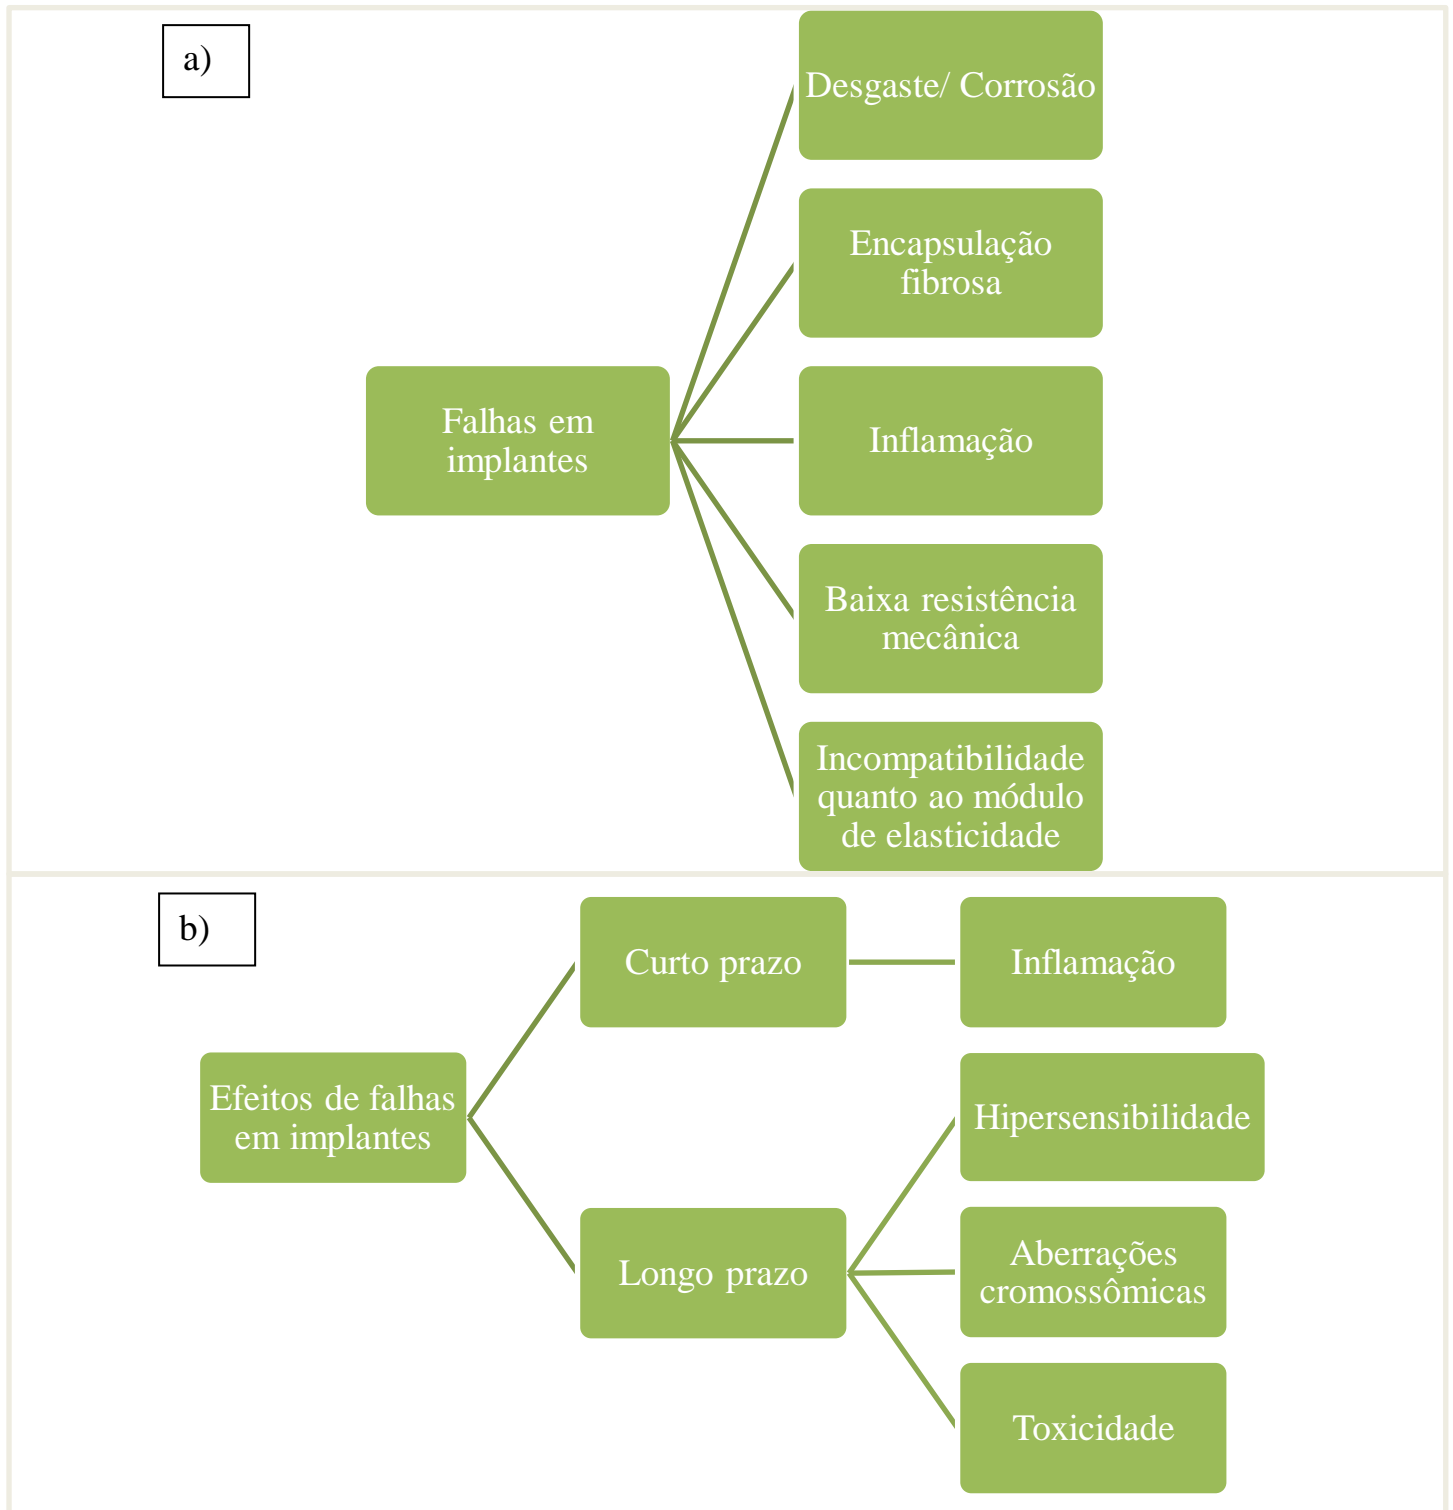 a)
Desgaste/ Corrosão
Encapsulação
fibrosa
Falhas em
implantes
Inflamação
Baixa resistência
mecânica
Incompatibilidade
quanto ao módulo
de elasticidade
b)
Curto prazo
Inflamação
Efeitos de falhas
em implantes
Hipersensibilidade
Longo prazo
Aberrações
cromossômicas
Toxicidade